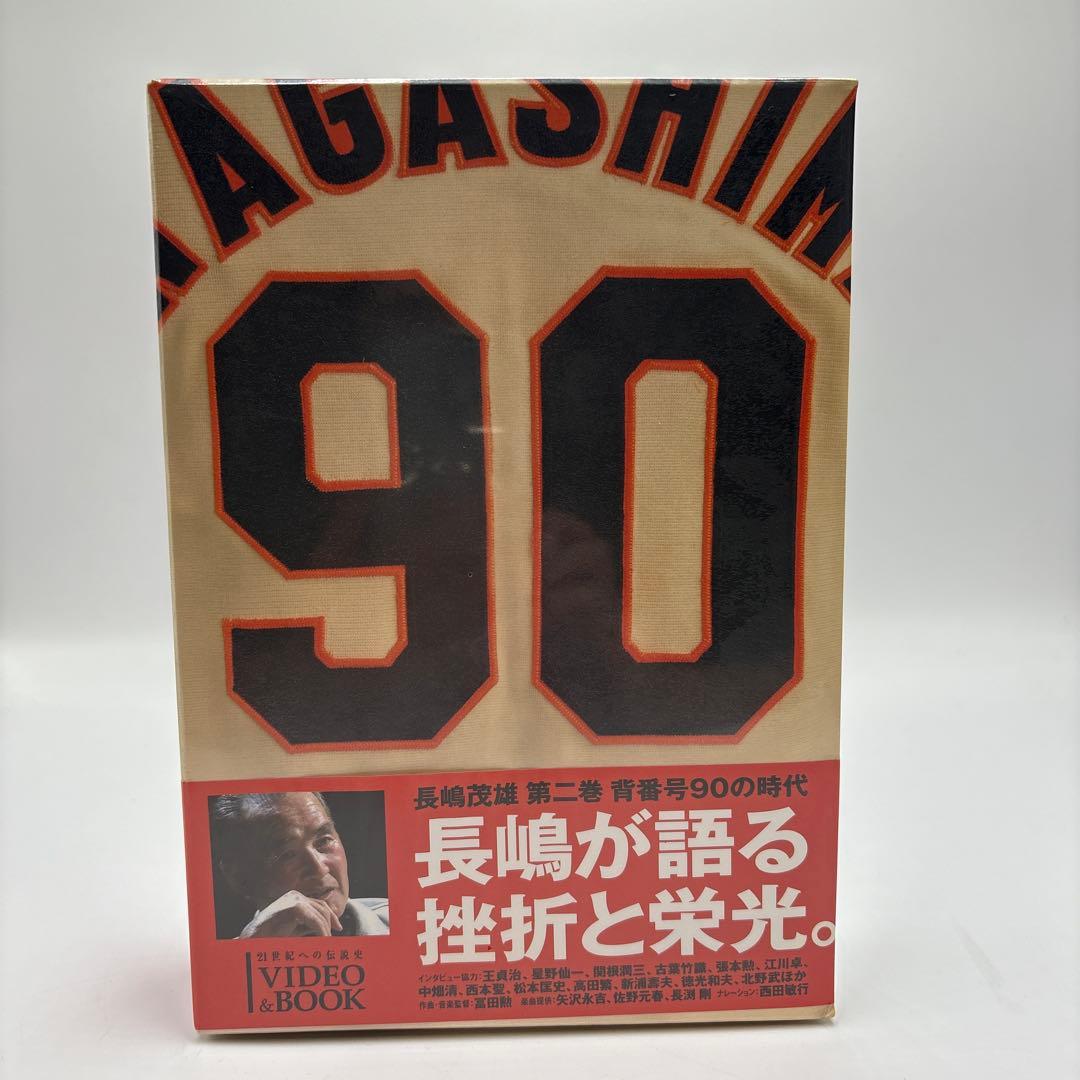 NAGASHIMA
90
長嶋茂雄 第二巻 背番号90の時代
長嶋が語る
挫折と栄光。
21世紀への伝説史
VIDEO
&BOOK
インタビュー協力：王貞治、星野仙一、関根潤三、古葉竹識、張本勲、江川卓、
中畑清、西本聖、松本匡史、高田繁、新浦壽夫、徳光和夫、北野武ほか
作曲・音楽監督：冨田勲 楽曲提供：矢沢永吉、佐野元春、長渕 剛 ナレーション：西田敏行